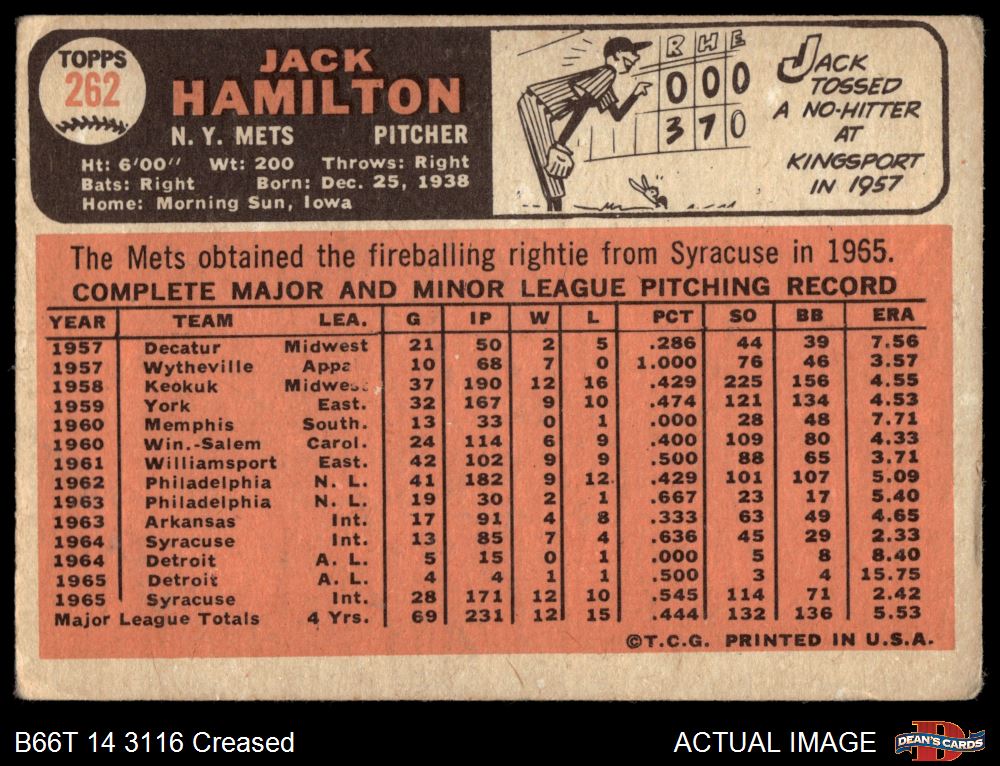 TOPPS
262
JACK
HAMILTON
N. Y. METS PITCHER
Ht: 6'00" Wt: 200 Throws: Right
Bats: Right Born: Dec. 25, 1938
Home: Morning Sun, Iowa
R H E
0 0 0
3 7 0
JACK
TOSSED
A NO-HITTER
AT
KINGSPORT
IN 1957
The Mets obtained the fireballing rightie from Syracuse in 1965.
COMPLETE MAJOR AND MINOR LEAGUE PITCHING RECORD
YEAR TEAM LEA. G IP W L PCT SO BB ERA
1957 Decatur Midwest 21 50 2 5 .286 44 39 7.56
1957 Wytheville Appa 10 68 7 0 1.000 76 46 3.57
1958 Keokuk Midwest 37 190 12 16 .429 225 156 4.55
1959 York East. 32 167 9 10 .474 121 134 4.53
1960 Memphis South. 13 33 0 1 .000 28 48 7.71
1960 Win.-Salem Carol. 24 114 6 9 .400 109 80 4.33
1961 Williamsport East. 42 102 9 9 .500 88 65 3.71
1962 Philadelphia N. L. 41 182 9 12 .429 101 107 5.09
1963 Philadelphia N. L. 19 30 2 1 .667 23 17 5.40
1963 Arkansas Int. 17 91 4 8 .333 63 49 4.65
1964 Syracuse Int. 13 85 7 4 .636 45 29 2.33
1964 Detroit A. L. 5 15 0 1 .000 5 8 8.40
1965 Detroit A. L. 4 4 1 1 .500 3 4 15.75
1965 Syracuse Int. 28 171 12 10 .545 114 71 2.42
Major League Totals 4 Yrs. 69 231 12 15 .444 132 136 5.53
©T.C.G. PRINTED IN U.S.A.
B66T 14 3116 Creased
ACTUAL IMAGE
DEAN'S CARDS